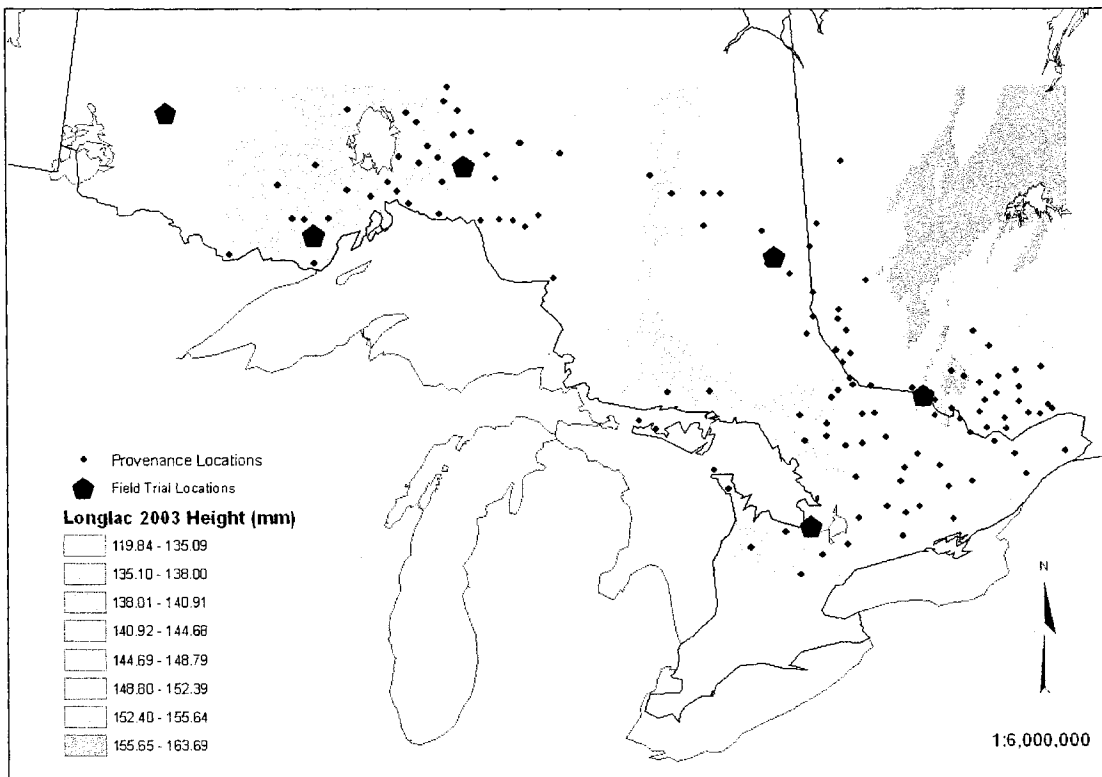 Provenance Locations
Field Trial Locations
Longlac 2003 Height (mm)
119.84 - 135.09
135.10 - 138.00
138.01 - 140.91
140.92 - 144.68
144.69 - 148.79
148.80 - 152.39
152.40 - 155.64
155.65 - 163.69
N
1:6,000,000